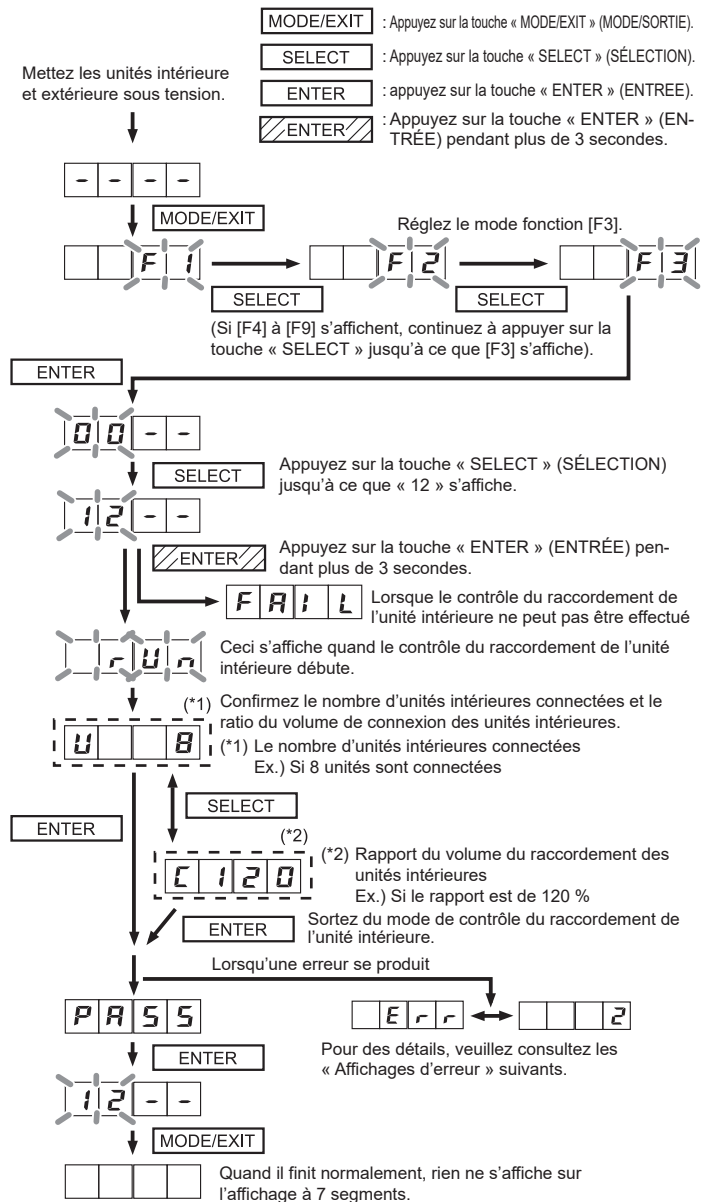 MODE/EXIT : Appuyez sur la touche « MODE/EXIT » (MODE/SORTIE).
SELECT : Appuyez sur la touche « SELECT » (SÉLECTION).
ENTER : appuyez sur la touche « ENTER » (ENTREE).
ENTER : Appuyez sur la touche « ENTER » (EN-
TRÉE) pendant plus de 3 secondes.
Mettez les unités intérieure
et extérieure sous tension.
- - - -
MODE/EXIT
Réglez le mode fonction [F3].
F 1
F 2
F 3
SELECT
SELECT
(Si [F4] à [F9] s’affichent, continuez à appuyer sur la
touche « SELECT » jusqu’à ce que [F3] s’affiche).
ENTER
0 0 - -
SELECT
Appuyez sur la touche « SELECT » (SÉLECTION)
jusqu’à ce que « 12 » s’affiche.
1 2 - -
ENTER
Appuyez sur la touche « ENTER » (ENTRÉE) pen-
dant plus de 3 secondes.
F A I L
Lorsque le contrôle du raccordement de
l’unité intérieure ne peut pas être effectué
r U n
Ceci s’affiche quand le contrôle du raccordement de l’unité
intérieure débute.
(*1) Confirmez le nombre d’unités intérieures connectées et le
ratio du volume de connexion des unités intérieures.
U 8
(*1) Le nombre d’unités intérieures connectées
Ex.) Si 8 unités sont connectées
SELECT
ENTER
(*2)
C 1 2 0
(*2) Rapport du volume du raccordement des
unités intérieures
Ex.) Si le rapport est de 120 %
ENTER
Sortez du mode de contrôle du raccordement de
l’unité intérieure.
Lorsqu’une erreur se produit
P A S S
E r r
2
Pour des détails, veuillez consultez les
« Affichages d’erreur » suivants.
ENTER
1 2 - -
MODE/EXIT
Quand il finit normalement, rien ne s’affiche sur
l’affichage à 7 segments.